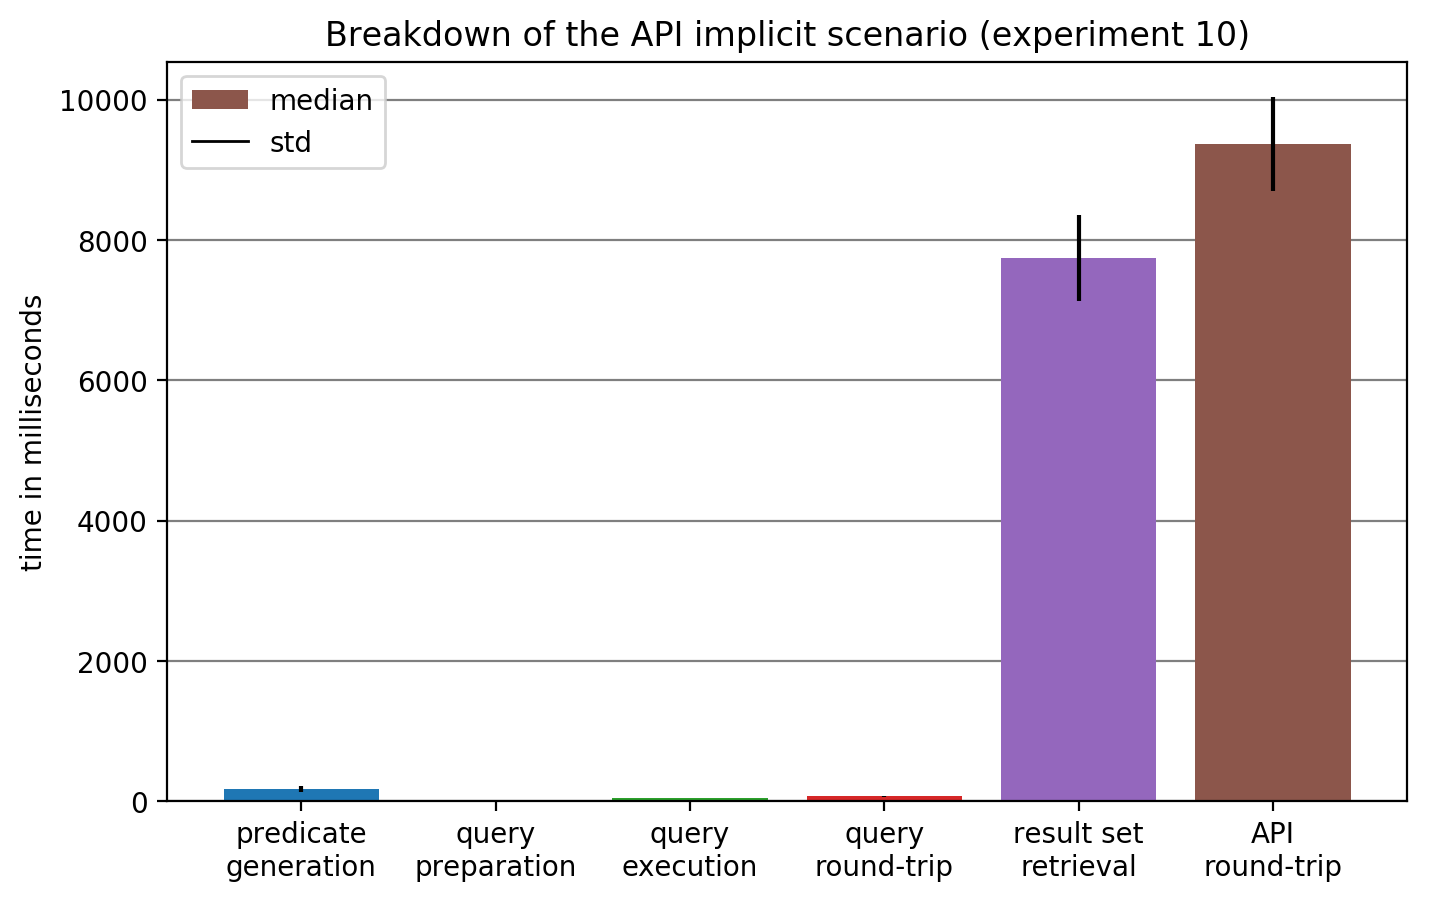 Breakdown of the API implicit scenario (experiment 10)
median
std
time in milliseconds
10000
8000
6000
4000
2000
0
predicate
generation
query
preparation
query
execution
query
round-trip
result set
retrieval
API
round-trip